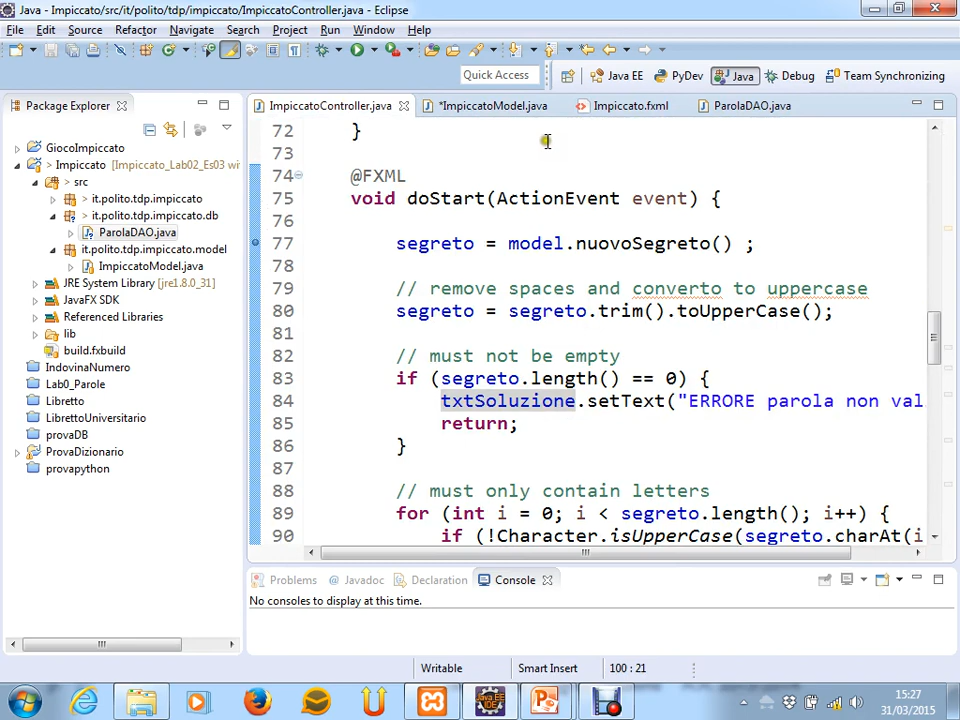 Java - Impiccato/src/it/polito/tdp/impiccato/ImpiccatoController.java - Eclipse
File Edit Source Refactor Navigate Search Project Run Window Help
Quick Access Java EE PyDev Java Debug Team Synchronizing
Package Explorer
GiocoImpiccato
> Impiccato [Impiccato_Lab02_Es03 wi
> src
> it.polito.tdp.impiccato
> it.polito.tdp.impiccato.db
ParolaDAO.java
it.polito.tdp.impiccato.model
ImpiccatoModel.java
JRE System Library [jre1.8.0_31]
JavaFX SDK
Referenced Libraries
lib
build.fxbuild
IndovinaNumero
Lab0_Parole
Libretto
LibrettoUniversitario
provaDB
ProvaDizionario
provapython
ImpiccatoController.java *ImpiccatoModel.java Impiccato.fxml ParolaDAO.java
72 }
73
74 @FXML
75 void doStart(ActionEvent event) {
76
77 segreto = model.nuovoSegreto() ;
78
79 // remove spaces and converto to uppercase
80 segreto = segreto.trim().toUpperCase();
81
82 // must not be empty
83 if (segreto.length() == 0) {
84 txtSoluzione.setText("ERRORE parola non val
85 return;
86 }
87
88 // must only contain letters
89 for (int i = 0; i < segreto.length(); i++) {
90 if (!Character.isUpperCase(segreto.charAt(i
Problems @ Javadoc Declaration Console
No consoles to display at this time.
Writable Smart Insert 100 : 21
15:27
31/03/2015